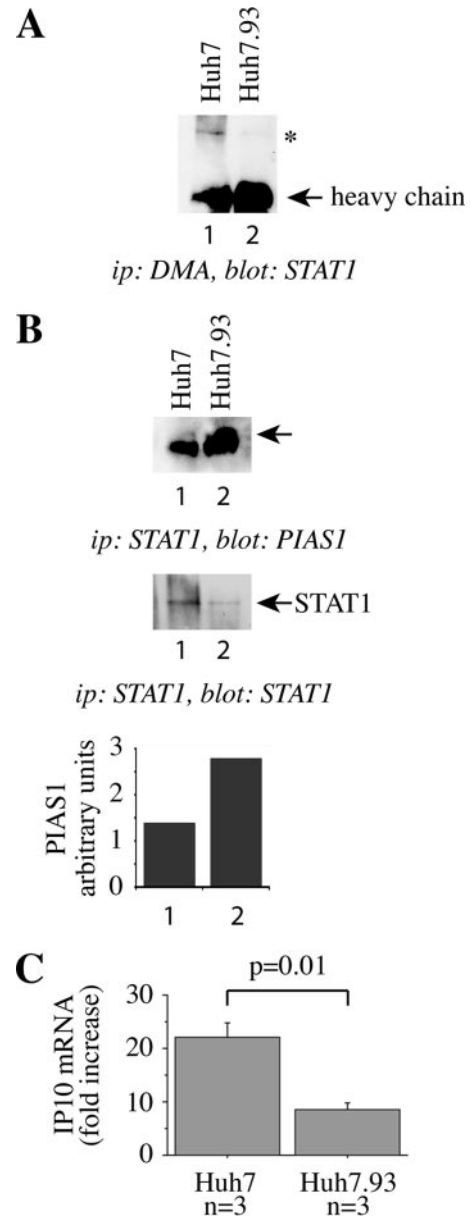 A
Huh7
Huh7.93
*
heavy chain
1 2
ip: DMA, blot: STAT1
B
Huh7
Huh7.93
1 2
ip: STAT1, blot: PIAS1
STAT1
1 2
ip: STAT1, blot: STAT1
PIAS1
arbitrary units
3
2
1
0
1 2
C
p=0.01
IP10 mRNA
(fold increase)
30
20
10
0
Huh7 Huh7.93
n=3 n=3